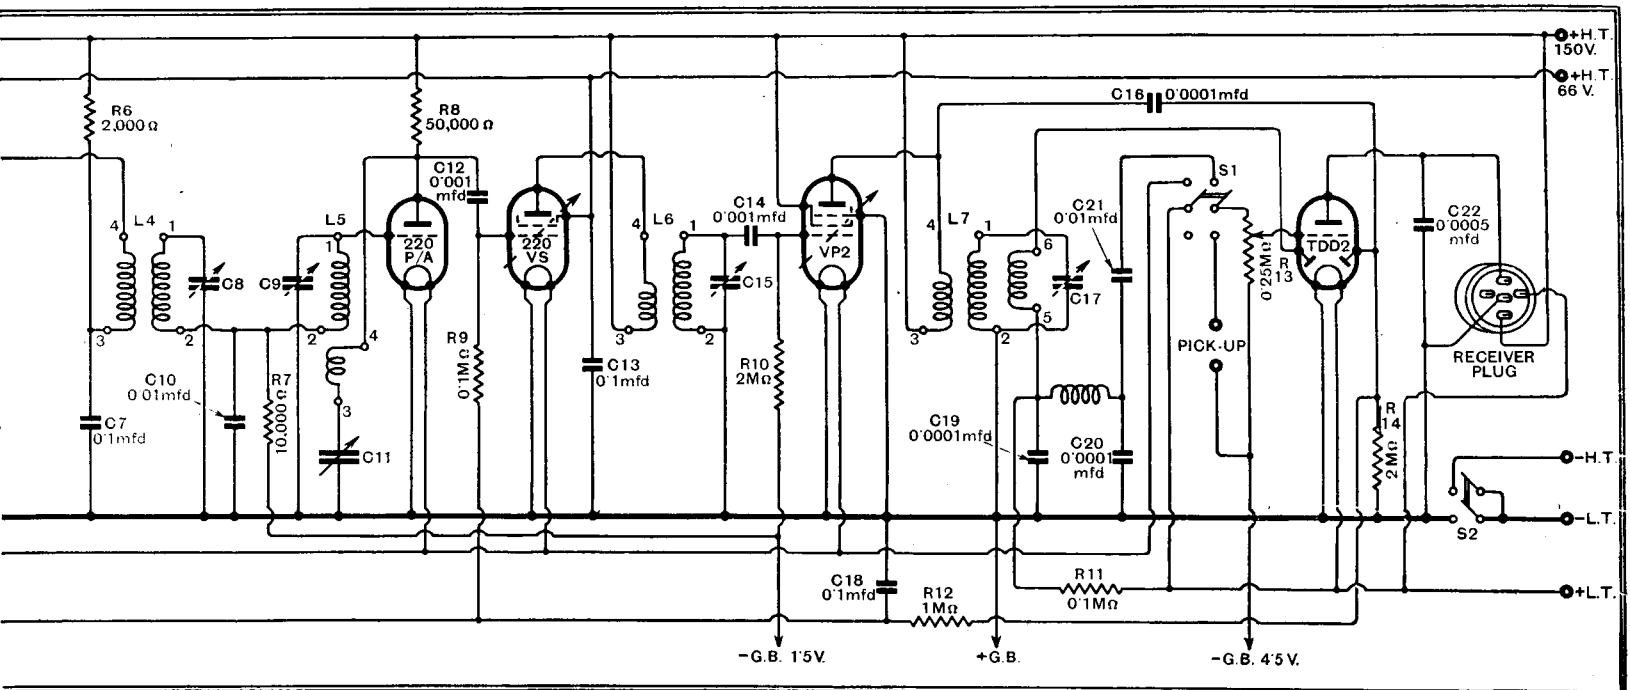 +H.T.
150V.
+H.T.
66 V.
C16 0.0001mfd
R6
2,000Ω
R8
50,000Ω
C12
0.001
mfd
S1
L4
4
1
L5
1
220
P/A
220
VS
L6
4
1
C14
0.001mfd
VP2
L7
4
1
6
C21
0.01mfd
0.25MΩ
R
13
TDD2
C22
0.0005
mfd
C8
C9
C15
C17
3
2
2
4
3
2
3
5
2
R9
0.1MΩ
C13
0.1mfd
R10
2MΩ
PICK-UP
RECEIVER
PLUG
C10
0.01mfd
R7
10,000Ω
3
C7
0.1mfd
C11
C19
0.0001mfd
C20
0.0001
mfd
R
14
2MΩ
-H.T.
-L.T.
S2
C18
0.1mfd
R12
1MΩ
R11
0.1MΩ
+L.T.
-G.B. 1.5V.
+G.B.
-G.B. 4.5V.